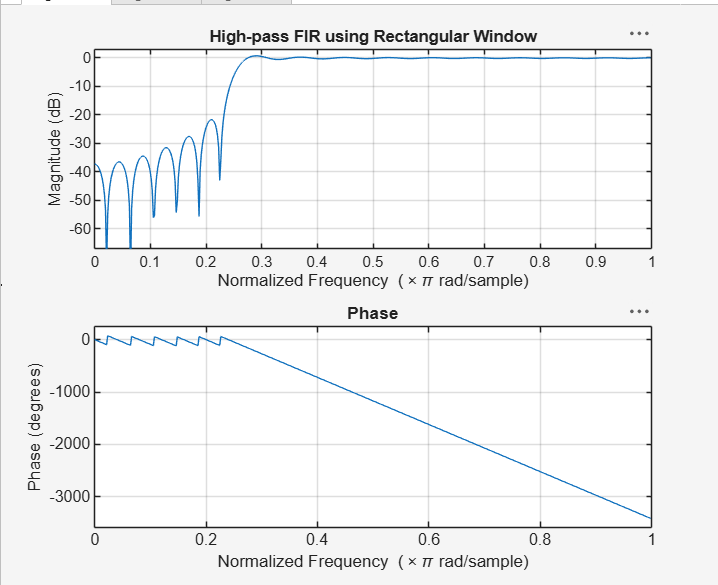 High-pass FIR using Rectangular Window
0
-10
-20
-30
-40
-50
-60
Magnitude (dB)
0 0.1 0.2 0.3 0.4 0.5 0.6 0.7 0.8 0.9 1
Normalized Frequency (× π rad/sample)
Phase
0
-1000
-2000
-3000
Phase (degrees)
0 0.2 0.4 0.6 0.8 1
Normalized Frequency (× π rad/sample)